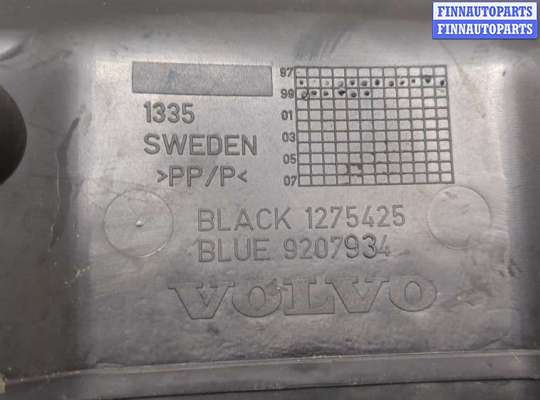 FINNAUTOPARTS
FINNAUTOPARTS
97
99
01
03
05
07
1335
SWEDEN
>PP/P<
BLACK 1275425
BLUE 9207934
VOLVO